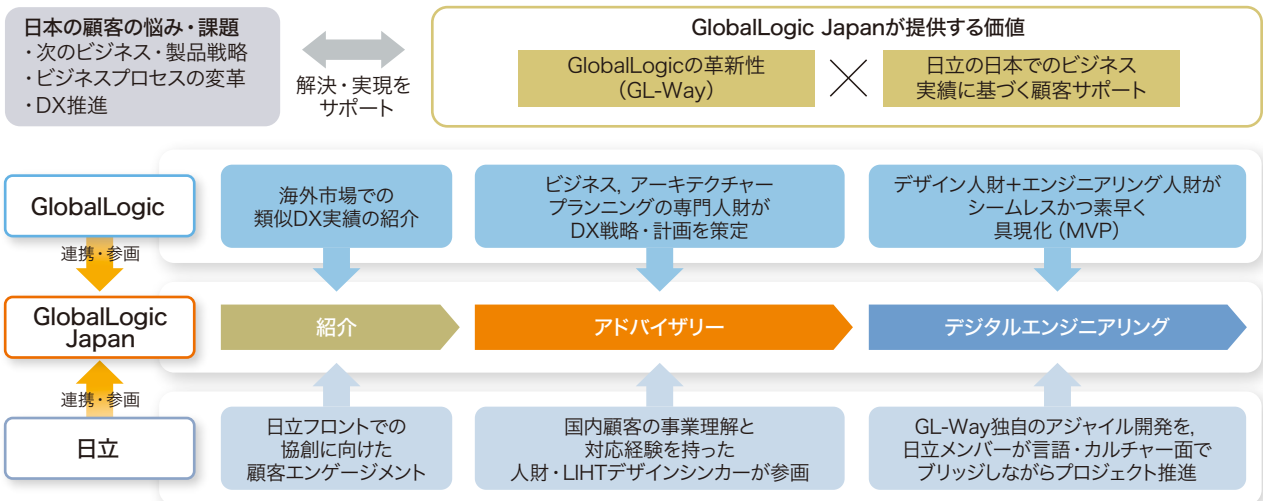 日本の顧客の悩み・課題
・次のビジネス・製品戦略
・ビジネスプロセスの変革
・DX推進
解決・実現を
サポート
GlobalLogic Japanが提供する価値
GlobalLogicの革新性
（GL-Way）
日立の日本でのビジネス
実績に基づく顧客サポート
GlobalLogic
海外市場での
類似DX実績の紹介
ビジネス，アーキテクチャー
プランニングの専門人財が
DX戦略・計画を策定
デザイン人財+エンジニアリング人財が
シームレスかつ素早く
具現化（MVP）
連携・参画
GlobalLogic
Japan
紹介
アドバイザリー
デジタルエンジニアリング
連携・参画
日立
日立フロントでの
協創に向けた
顧客エンゲージメント
国内顧客の事業理解と
対応経験を持った
人財・LIHTデザインシンカーが参画
GL-Way独自のアジャイル開発を，
日立メンバーが言語・カルチャー面で
ブリッジしながらプロジェクト推進